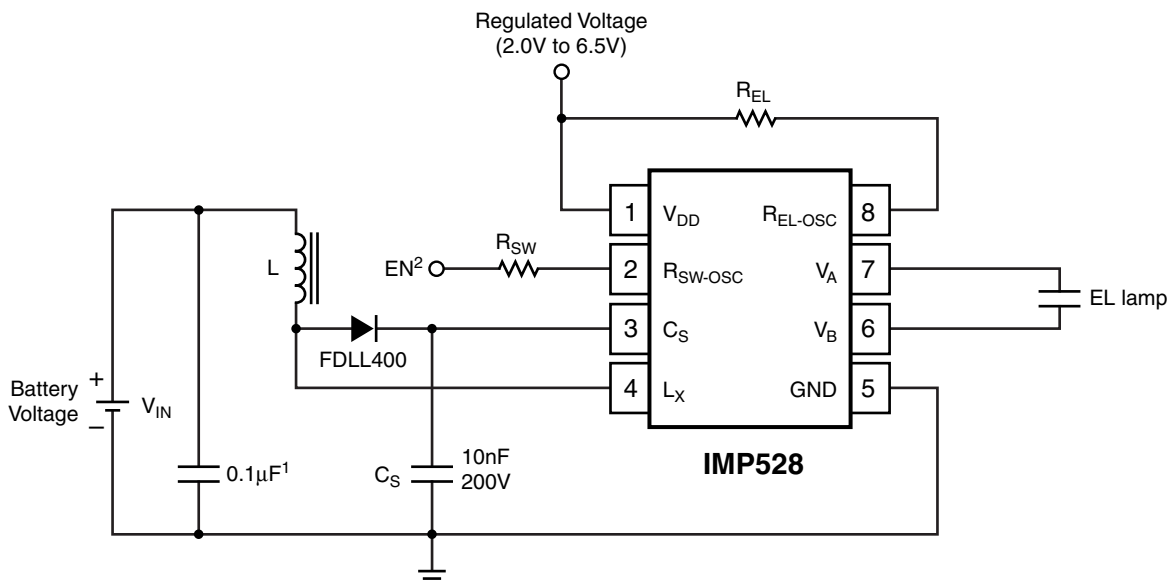 Regulated Voltage
(2.0V to 6.5V)
R_EL
1 V_DD
R_EL-OSC 8
L
EN²
R_SW
2 R_SW-OSC
V_A 7
EL lamp
FDLL400
3 C_S
V_B 6
4 L_X
GND 5
Battery
Voltage
+
−
V_IN
0.1µF¹
C_S
10nF
200V
IMP528